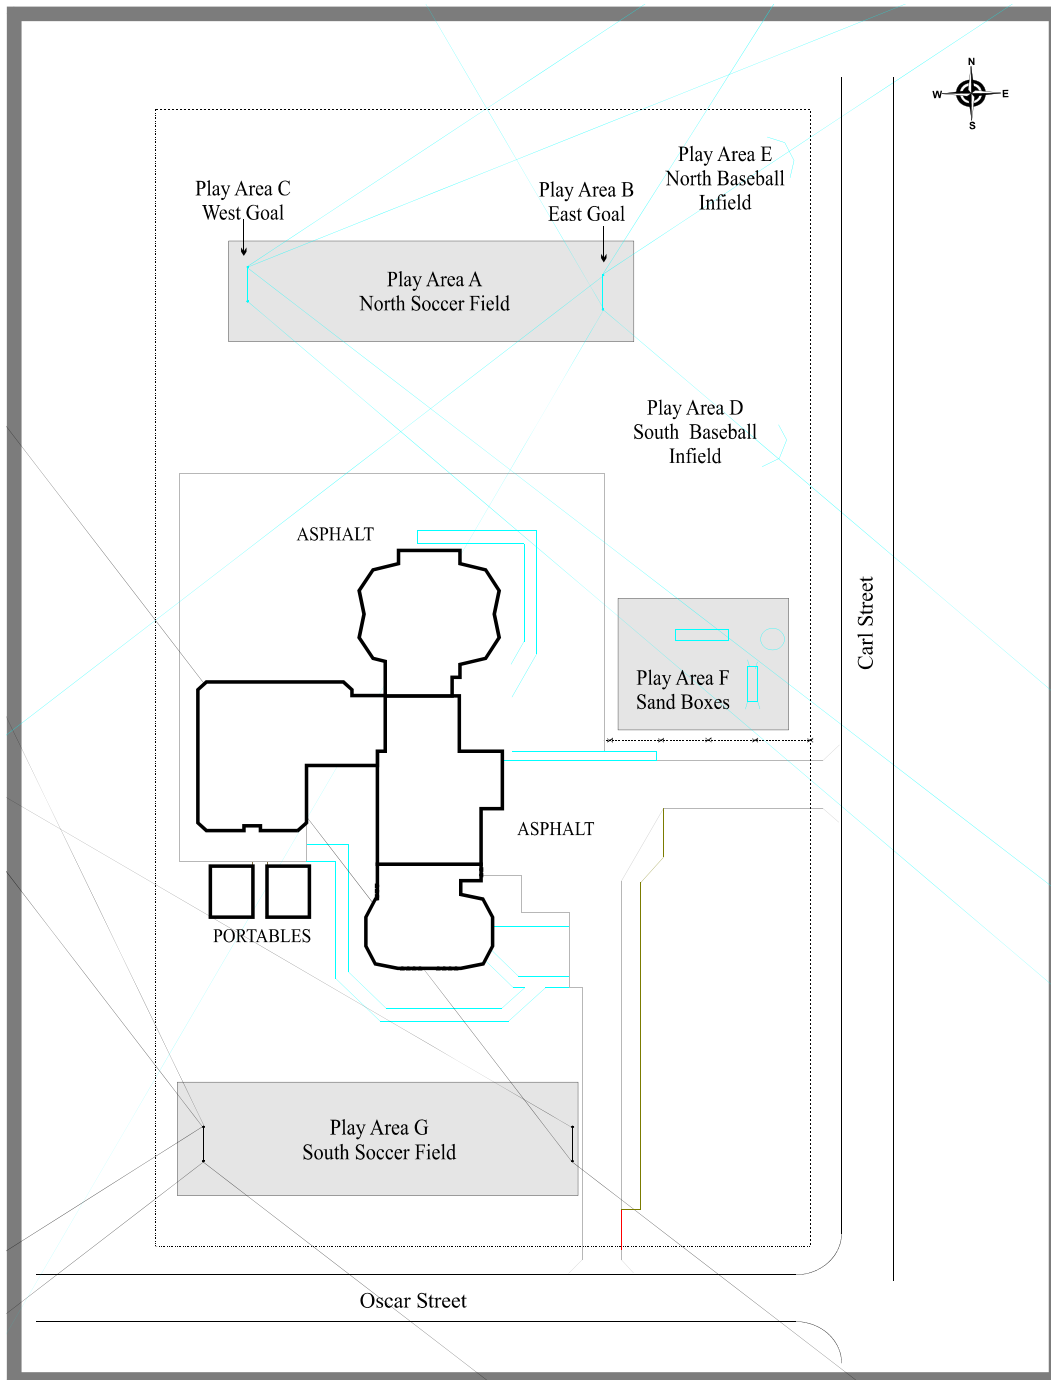 N
W E
S
Play Area E
North Baseball
Infield
Play Area C
West Goal
Play Area B
East Goal
Play Area A
North Soccer Field
Play Area D
South Baseball
Infield
ASPHALT
Carl Street
Play Area F
Sand Boxes
ASPHALT
PORTABLES
Play Area G
South Soccer Field
Oscar Street